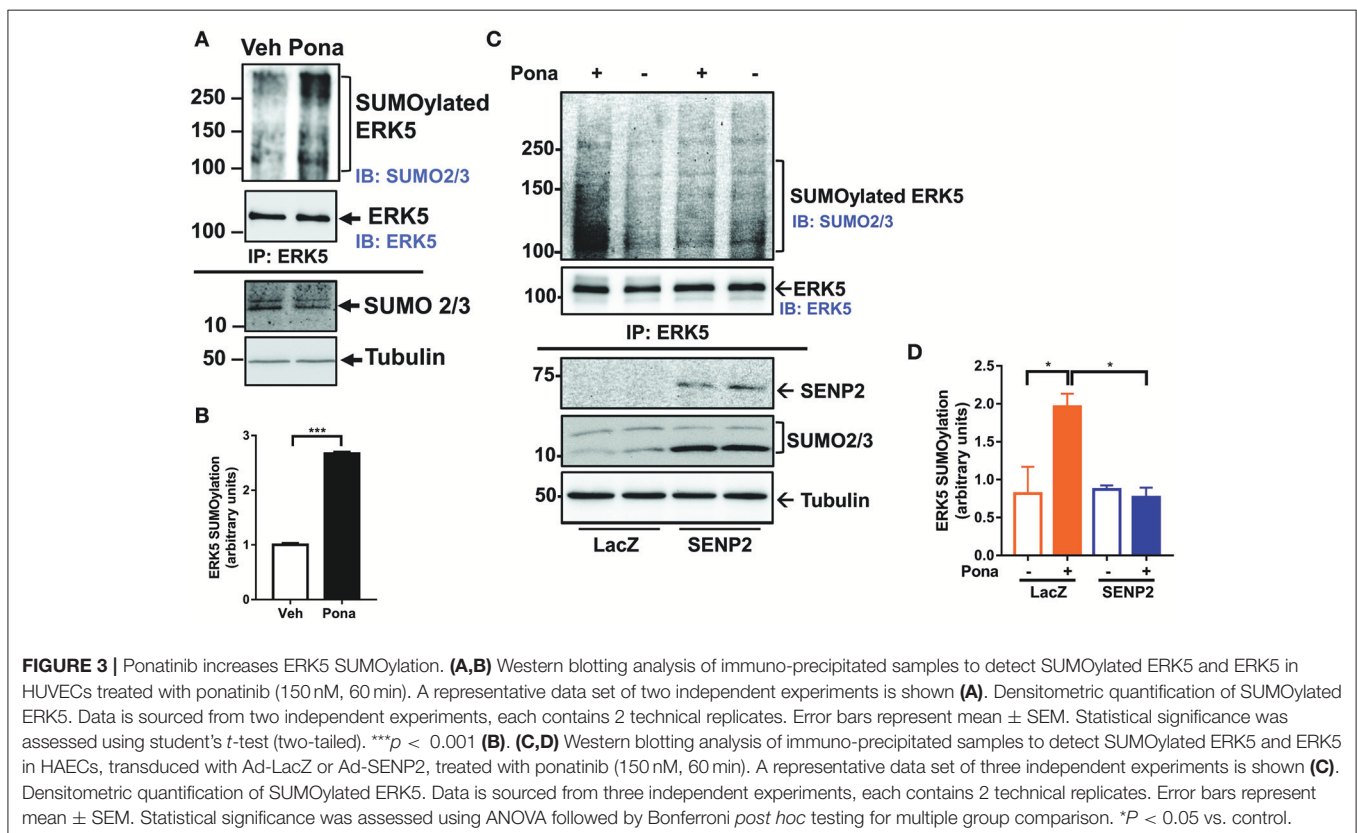 A
Veh Pona
250
150
100
SUMOylated
ERK5
IB: SUMO2/3
100
ERK5
IB: ERK5
IP: ERK5
10
SUMO 2/3
50
Tubulin
B
ERK5 SUMOylation
(arbitrary units)
3
2
1
0
***
Veh Pona
C
Pona + - + -
250
150
100
SUMOylated ERK5
IB: SUMO2/3
100
ERK5
IB: ERK5
IP: ERK5
75
SENP2
10
SUMO2/3
50
Tubulin
LacZ SENP2
D
ERK5 SUMOylation
(arbitrary units)
2.5
2.0
1.5
1.0
0.5
0.0
* *
Pona - + - +
LacZ SENP2
FIGURE 3 | Ponatinib increases ERK5 SUMOylation. (A,B) Western blotting analysis of immuno-precipitated samples to detect SUMOylated ERK5 and ERK5 in
HUVECs treated with ponatinib (150 nM, 60 min). A representative data set of two independent experiments is shown (A). Densitometric quantification of SUMOylated
ERK5. Data is sourced from two independent experiments, each contains 2 technical replicates. Error bars represent mean ± SEM. Statistical significance was
assessed using student's t-test (two-tailed). ***p < 0.001 (B). (C,D) Western blotting analysis of immuno-precipitated samples to detect SUMOylated ERK5 and ERK5
in HAECs, transduced with Ad-LacZ or Ad-SENP2, treated with ponatinib (150 nM, 60 min). A representative data set of three independent experiments is shown (C).
Densitometric quantification of SUMOylated ERK5. Data is sourced from three independent experiments, each contains 2 technical replicates. Error bars represent
mean ± SEM. Statistical significance was assessed using ANOVA followed by Bonferroni post hoc testing for multiple group comparison. *P < 0.05 vs. control.